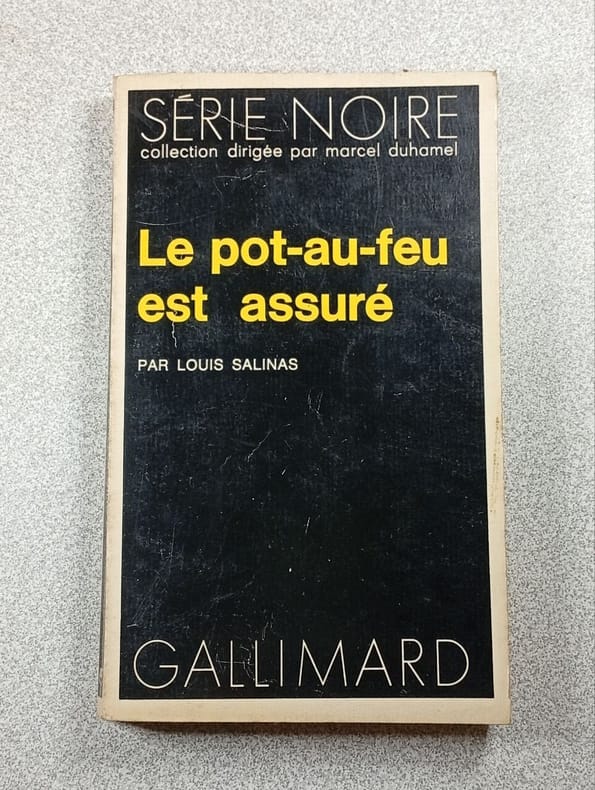 SÉRIE NOIRE
collection dirigée par marcel duhamel
Le pot-au-feu
est assuré
PAR LOUIS SALINAS
GALLIMARD